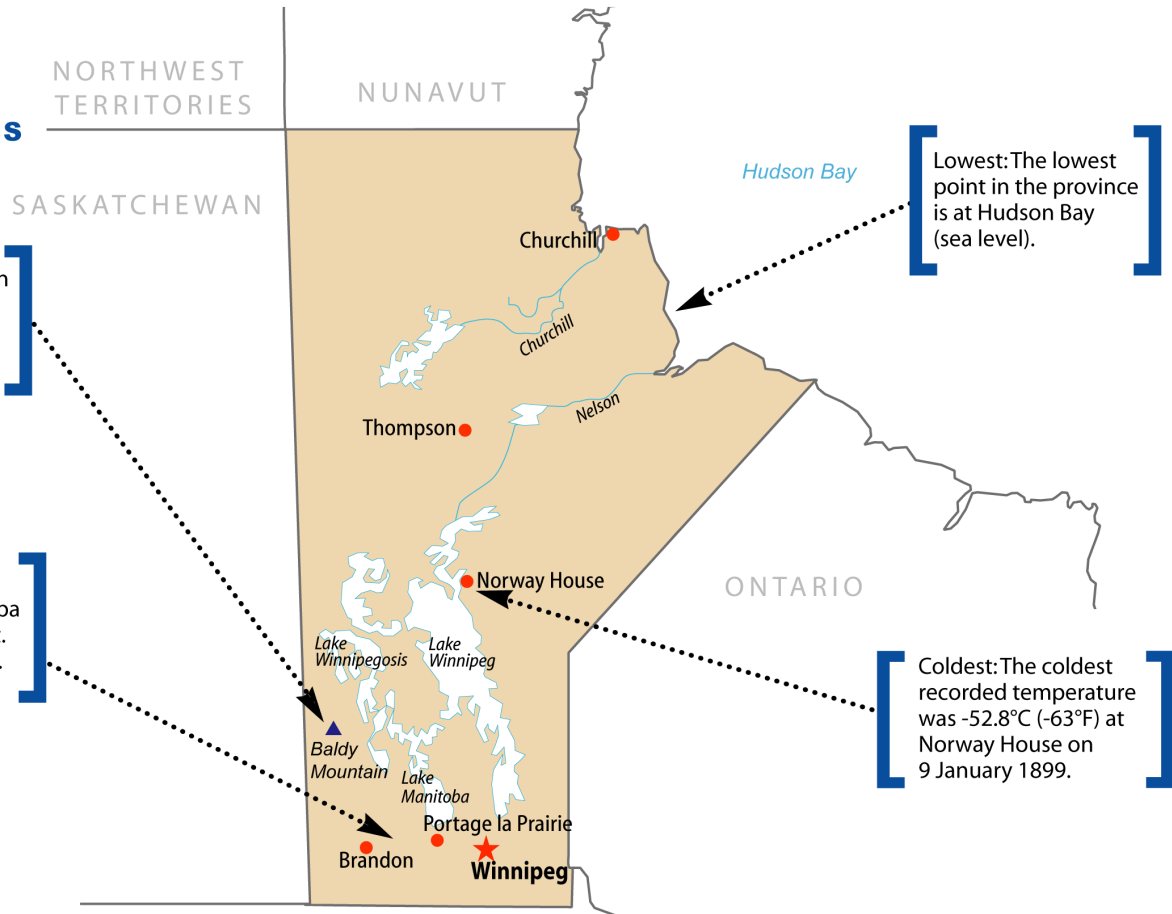 NORTHWEST
TERRITORIES
NUNAVUT
s
SASKATCHEWAN
Hudson Bay
Lowest: The lowest
point in the province
is at Hudson Bay
(sea level).
Churchill
n
Churchill
Nelson
Thompson
Norway House
ONTARIO
ba
Lake
Winnipegosis
Lake
Winnipeg
Coldest: The coldest
recorded temperature
was -52.8°C (-63°F) at
Norway House on
9 January 1899.
Baldy
Mountain
Lake
Manitoba
Portage la Prairie
Brandon
Winnipeg